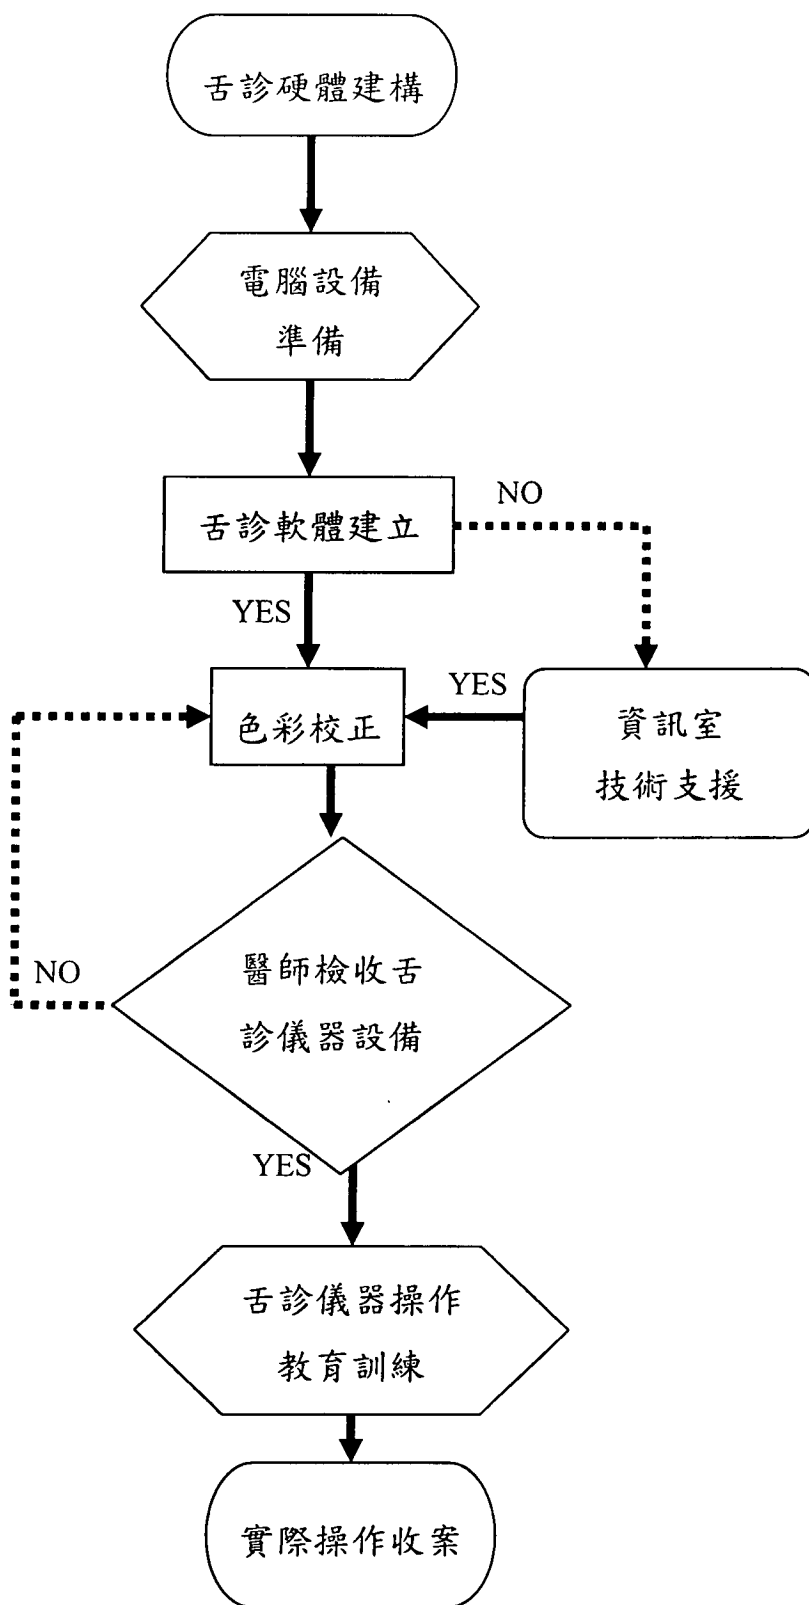 舌診硬體建構
電腦設備
準備
舌診軟體建立
NO
YES
色彩校正
YES
資訊室
技術支援
NO
醫師檢收舌
診儀器設備
YES
舌診儀器操作
教育訓練
實際操作收案